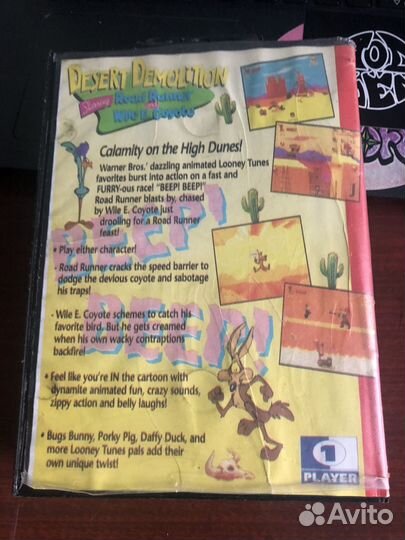 DESERT DEMOLITION
Starring
Road Runner
and
Wile E. Coyote
Calamity on the High Dunes!
Warner Bros.' dazzling animated Looney Tunes
favorites burst into action on a fast and
FURRY-ous race! "BEEP! BEEP!"
Road Runner blasts by, chased
by Wile E. Coyote just
drooling for a Road Runner
feast!
BEEP!
BEEP!
• Play either character!
- Road Runner cracks the speed barrier to
dodge the devious coyote and sabotage
his traps!
- Wile E. Coyote schemes to catch his
favorite bird. But he gets creamed
when his own wacky contraptions
backfire!
• Feel like you're IN the cartoon with
dynamite animated fun, crazy sounds,
zippy action and belly laughs!
• Bugs Bunny, Porky Pig, Daffy Duck, and
more Looney Tunes pals add their
own unique twist!
1
PLAYER
Avito